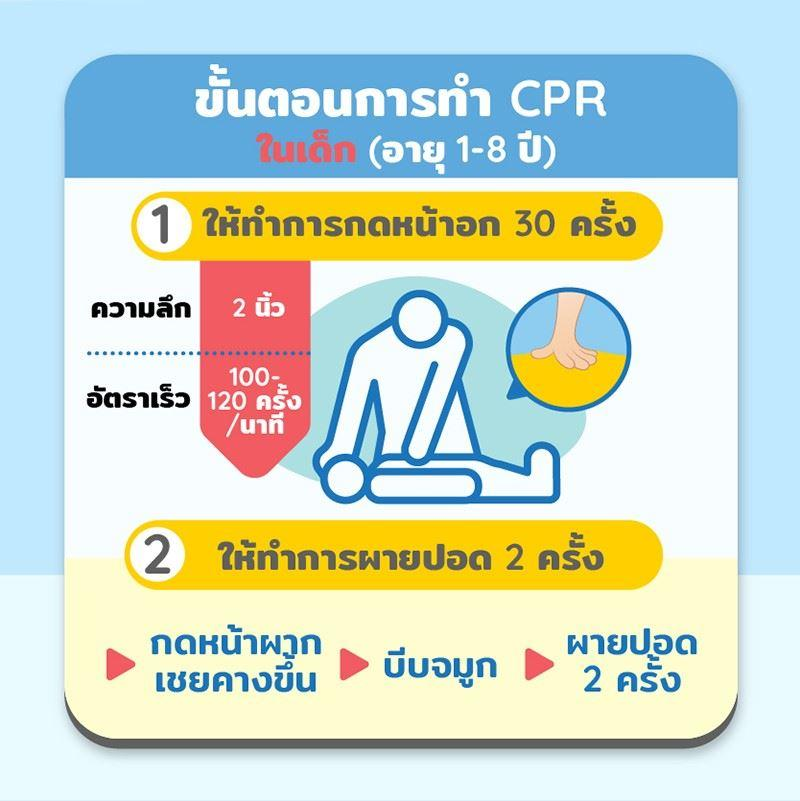 ขั้นตอนการทำ CPR
ในเด็ก (อายุ 1-8 ปี)
1 ให้ทำการกดหน้าอก 30 ครั้ง
ความลึก 2 นิ้ว
อัตราเร็ว 100-
120 ครั้ง
/นาที
2 ให้ทำการผายปอด 2 ครั้ง
กดหน้าผาก
เชยคางขึ้น
บีบจมูก
ผายปอด
2 ครั้ง